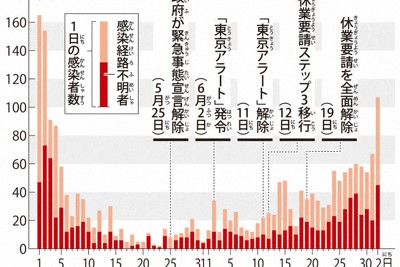 休業要請を全面解除
(19日)
休業要請ステップ3移行
(12日)
「東京アラート」解除
(11日)
「東京アラート」発令
(6月2日)
政府が緊急事態宣言解除
(5月25日)
感染経路不明者
1日の感染者数
160
140
120
100
80
60
40
20
0
1 5 10 15 20 25 31 1 5 10 15 20 25 30 2日